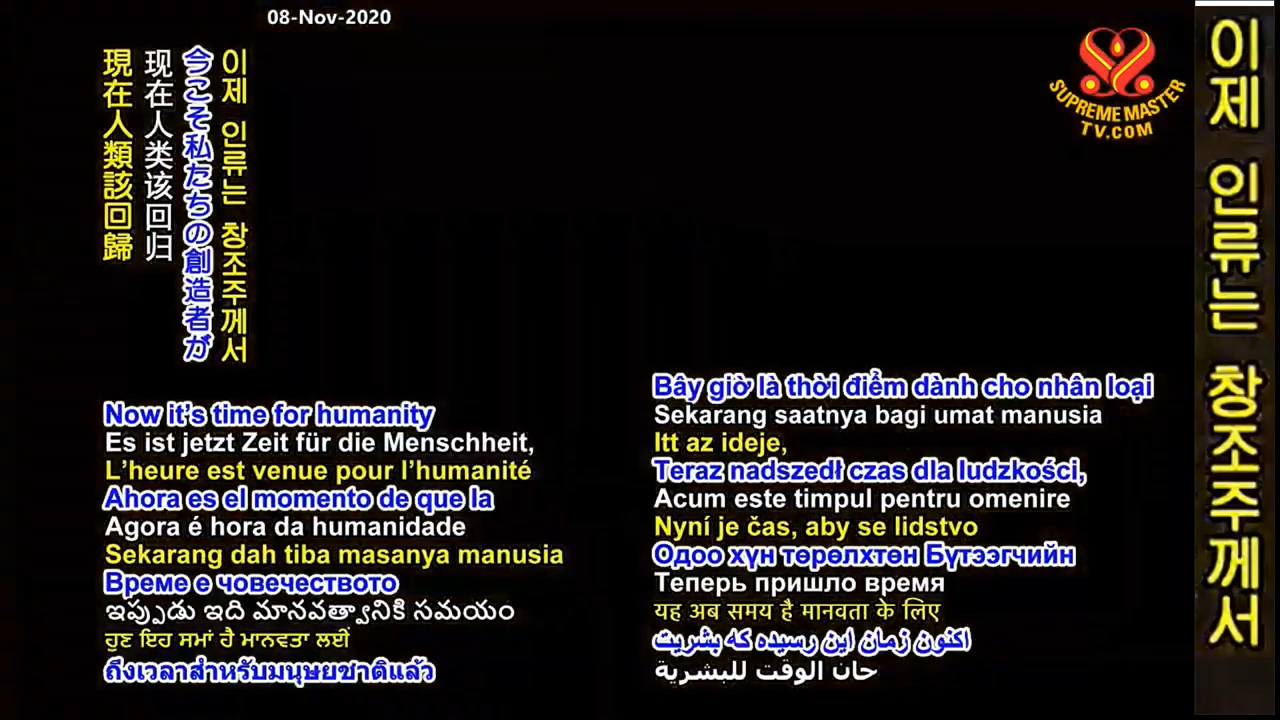 08-Nov-2020
SUPREME MASTER
TV.COM
이제 인류는 창조주께서
이제 인류는 창조주께서
今こそ私たちの創造者が
现在人类该回归
現在人類該回歸
Now it's time for humanity
Es ist jetzt Zeit für die Menschheit,
L'heure est venue pour l'humanité
Ahora es el momento de que la
Agora é hora da humanidade
Sekarang dah tiba masanya manusia
Време е човечеството
ఇప్పుడు ఇది మానవత్వానికి సమయం
ਹੁਣ ਇਹ ਸਮਾਂ ਹੈ ਮਾਨਵਤਾ ਲਈਂ
ถึงเวลาสำหรับมนุษยชาติแล้ว
Bây giờ là thời điểm dành cho nhân loại
Sekarang saatnya bagi umat manusia
Itt az ideje,
Teraz nadszedł czas dla ludzkości,
Acum este timpul pentru omenire
Nyní je čas, aby se lidstvo
Одоо хүн төрөлхтөн Бүтээгчийн
Теперь пришло время
यह अब समय है मानवता के लिए
اکنون زمان این رسیده که بشریت
حان الوقت للبشرية